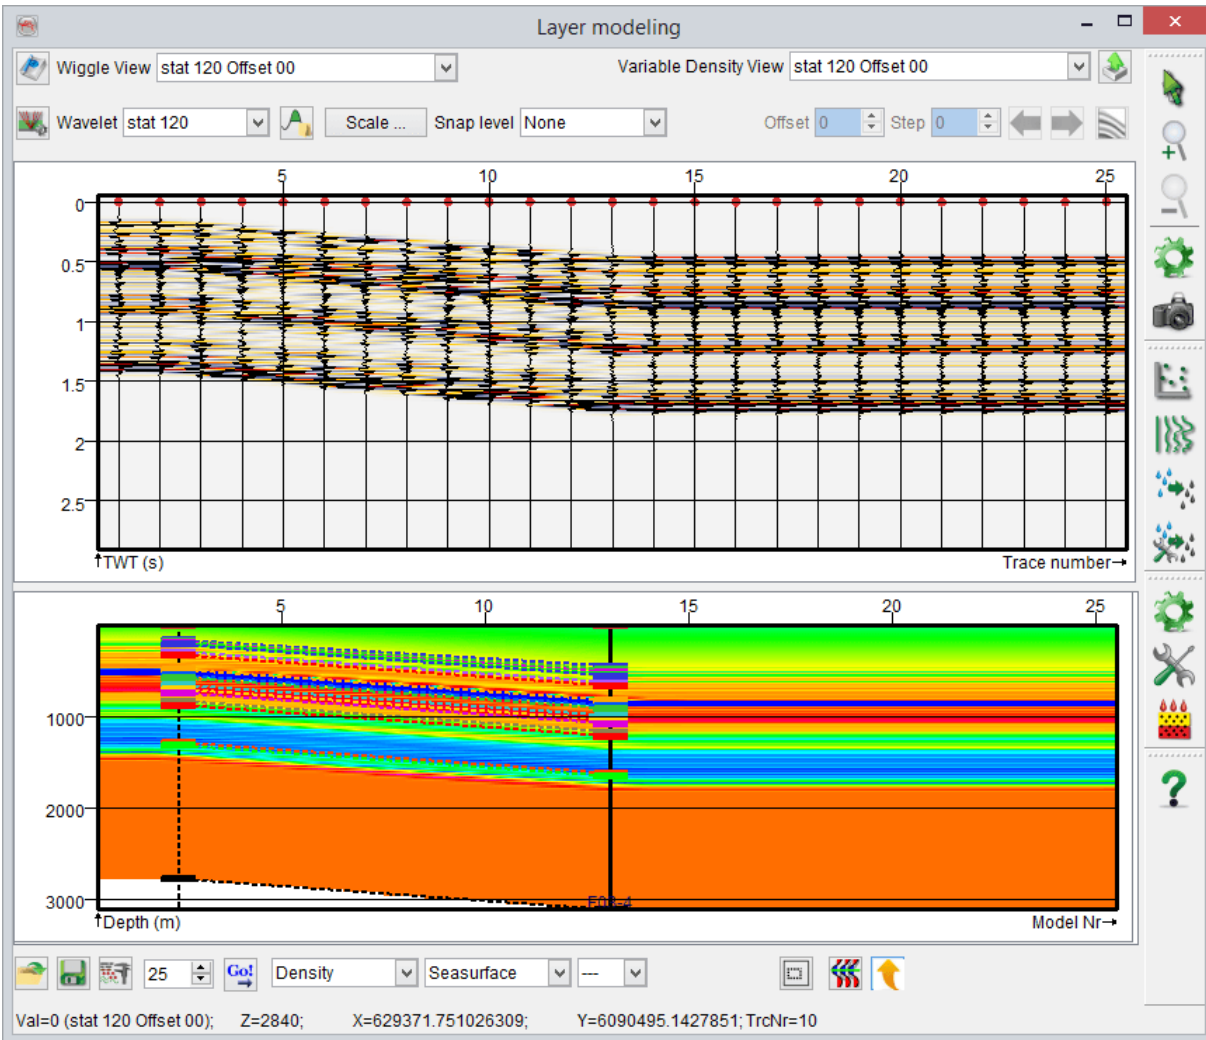 Layer modeling
Wiggle View stat 120 Offset 00 Variable Density View stat 120 Offset 00
Wavelet stat 120 Scale ... Snap level None Offset 0 Step 0
5 10 15 20 25
0
0.5
1
1.5
2
2.5
TWT (s) Trace number
5 10 15 20 25
1000
2000
3000
Depth (m) Model Nr
25 Go! Density Seasurface ---
Val=0 (stat 120 Offset 00); Z=2840; X=629371.751026309; Y=6090495.1427851; TrcNr=10